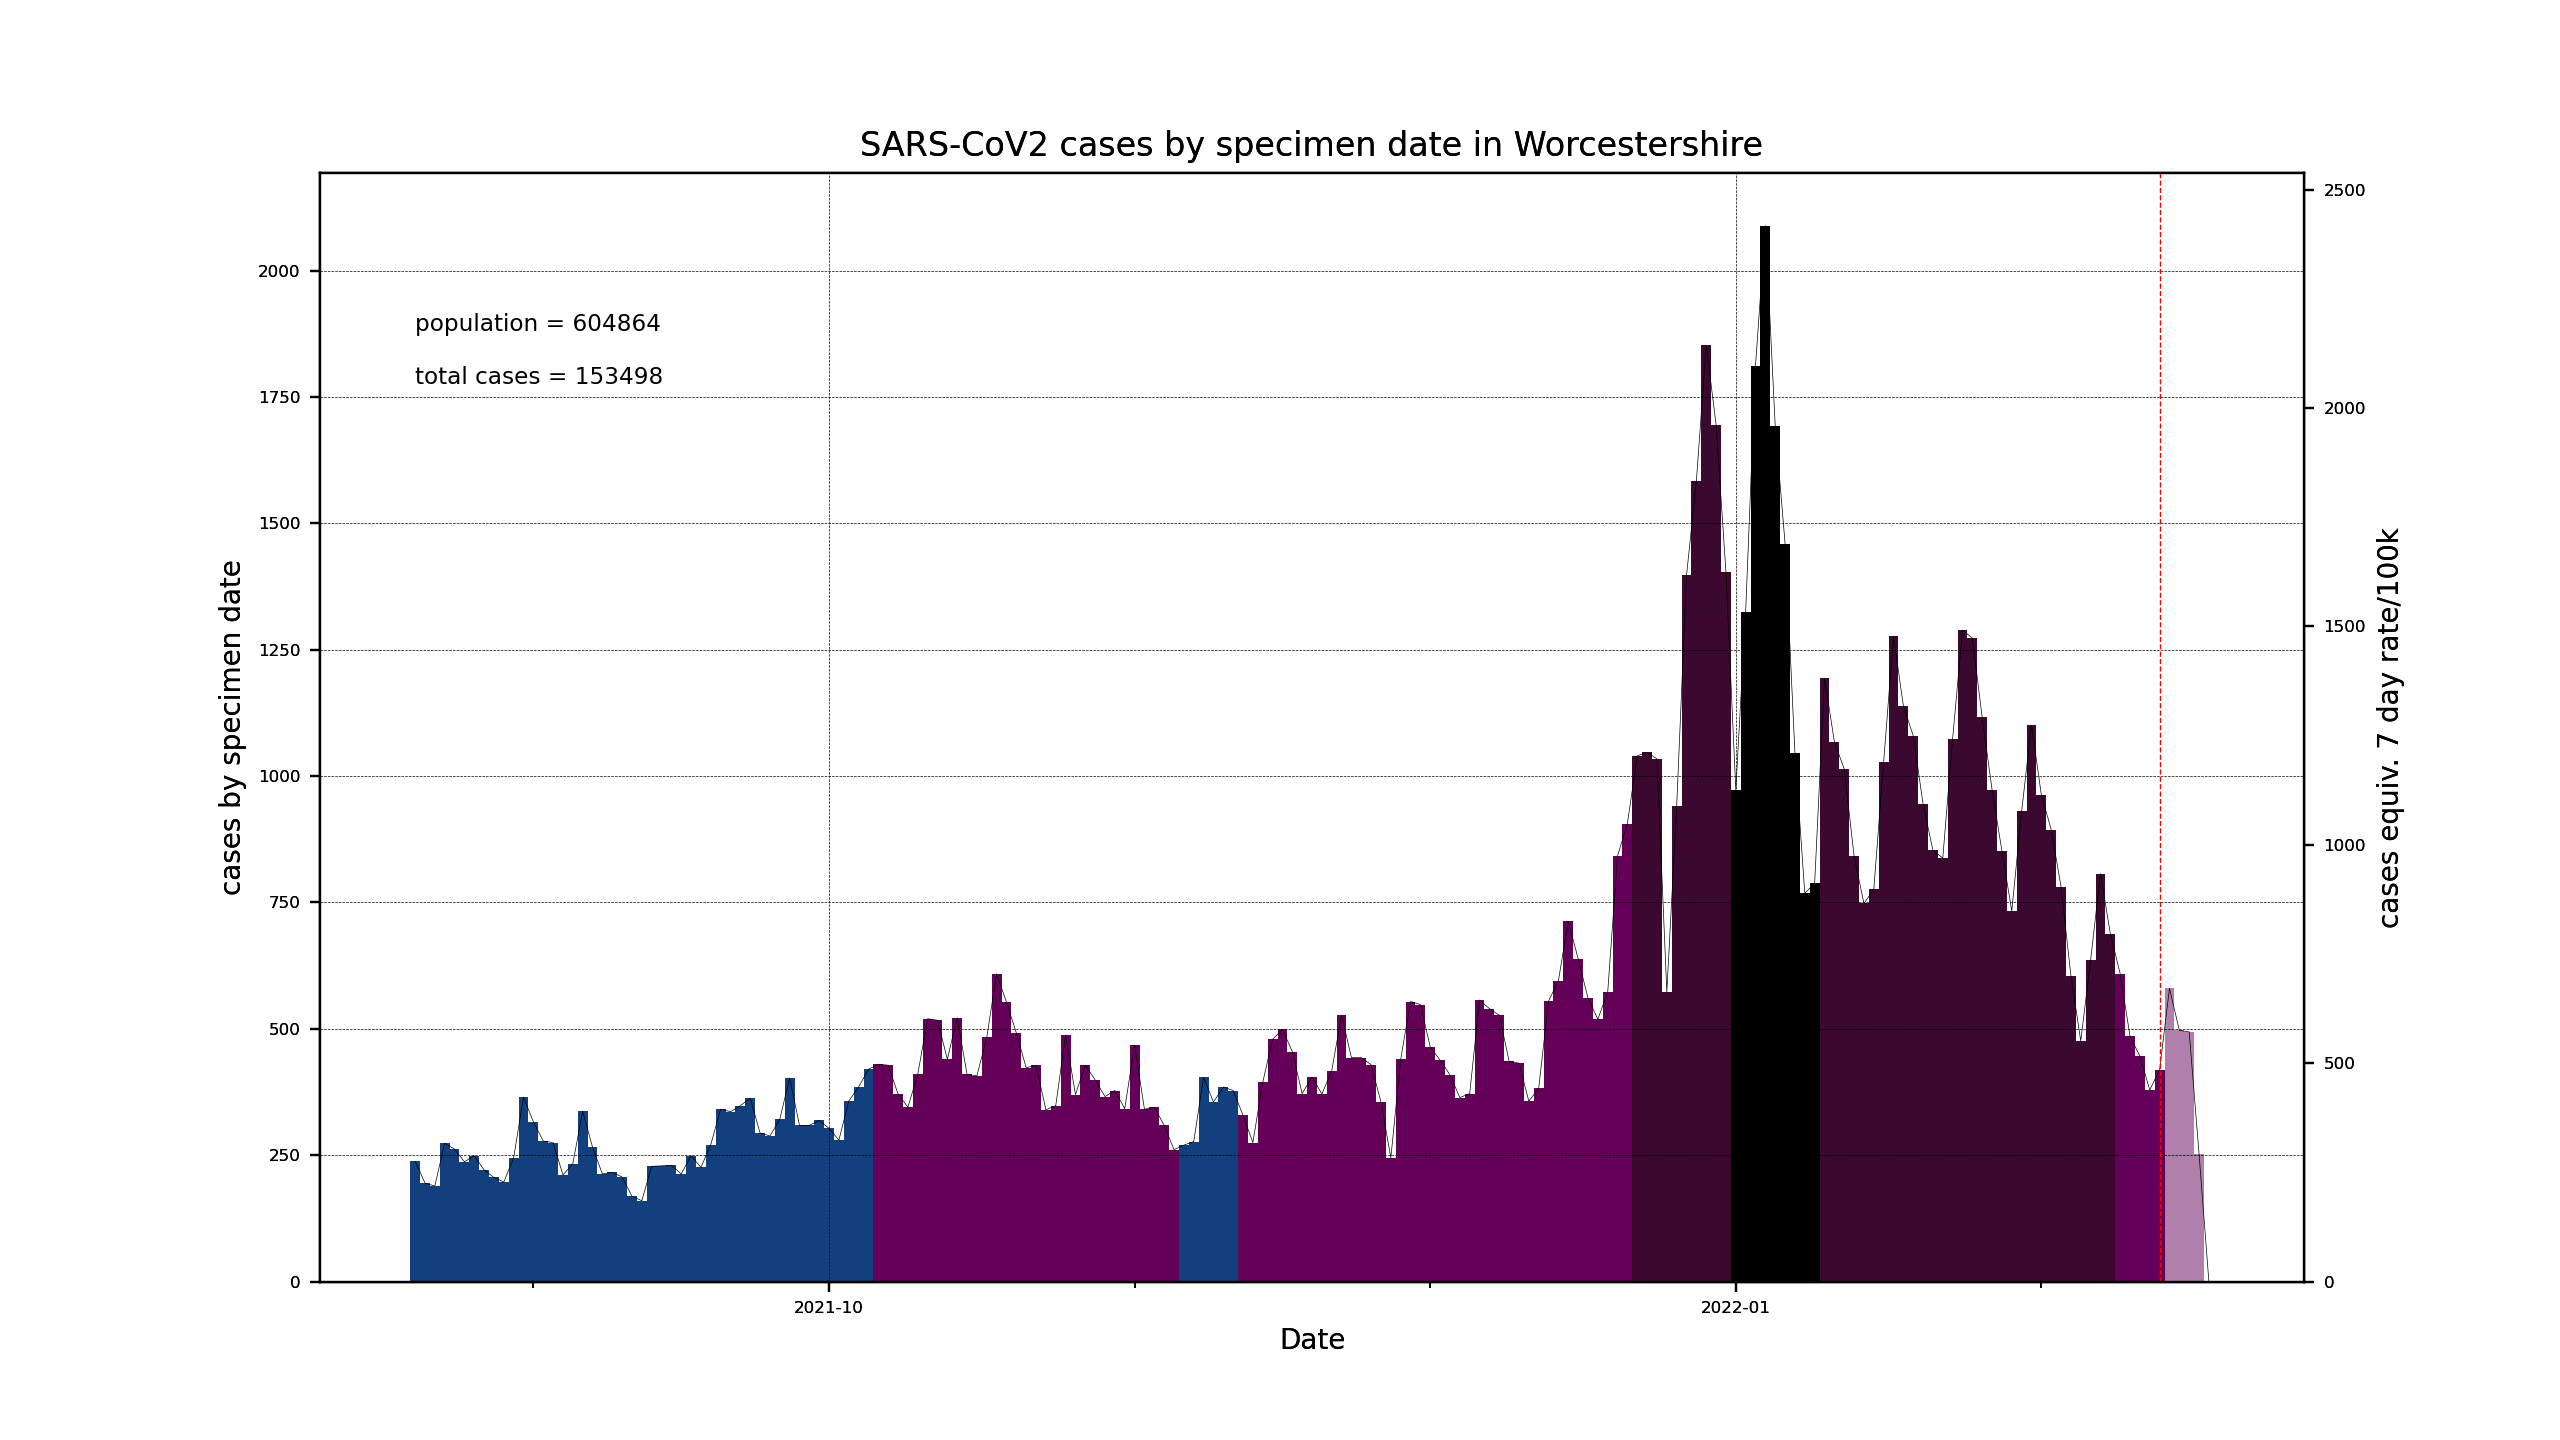 SARS-CoV2 cases by specimen date in Worcestershire
population = 604864
total cases = 153498
cases by specimen date
2000
1750
1500
1250
1000
750
500
250
0
2500
2000
1500
1000
500
0
cases equiv. 7 day rate/100k
2021-10
2022-01
Date